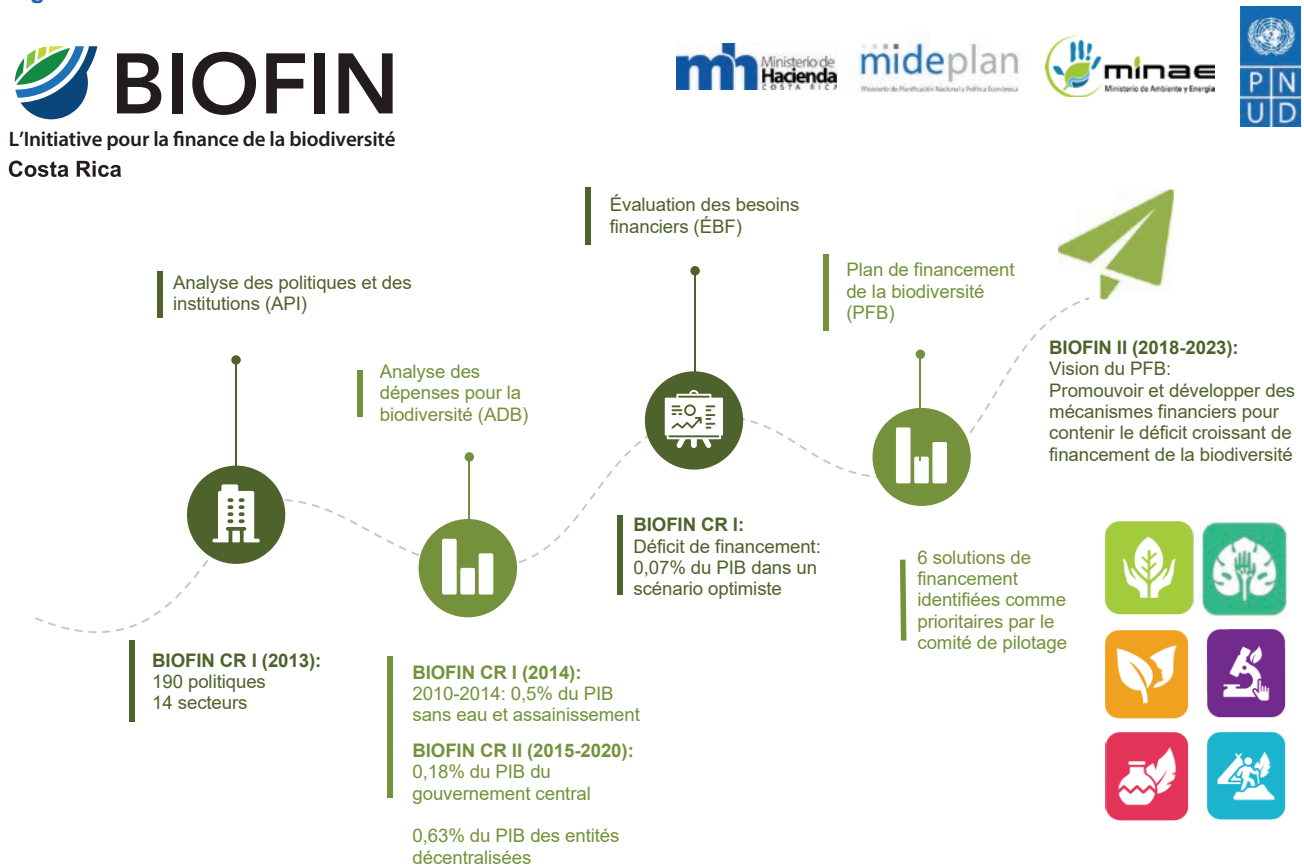 BIOFIN
L'Initiative pour la finance de la biodiversité
Costa Rica
mh Ministerio de
Hacienda
COSTA RICA
mideplan
Ministerio de Planificación Nacional y Política Económica
minae
Ministerio de Ambiente y Energía
P N
U D
Analyse des politiques et des
institutions (API)
BIOFIN CR I (2013):
190 politiques
14 secteurs
Analyse des
dépenses pour la
biodiversité (ADB)
BIOFIN CR I (2014):
2010-2014: 0,5% du PIB
sans eau et assainissement
BIOFIN CR II (2015-2020):
0,18% du PIB du
gouvernement central
0,63% du PIB des entités
décentralisées
Évaluation des besoins
financiers (ÉBF)
BIOFIN CR I:
Déficit de financement:
0,07% du PIB dans un
scénario optimiste
Plan de financement
de la biodiversité
(PFB)
6 solutions de
financement
identifiées comme
prioritaires par le
comité de pilotage
BIOFIN II (2018-2023):
Vision du PFB:
Promouvoir et développer des
mécanismes financiers pour
contenir le déficit croissant de
financement de la biodiversité